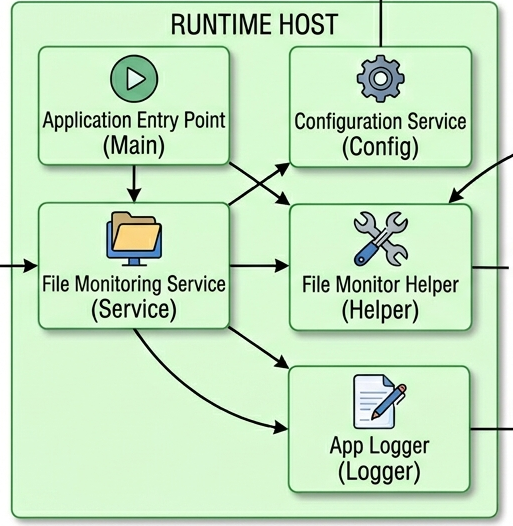 RUNTIME HOST
Application Entry Point
(Main)
Configuration Service
(Config)
File Monitoring Service
(Service)
File Monitor Helper
(Helper)
App Logger
(Logger)